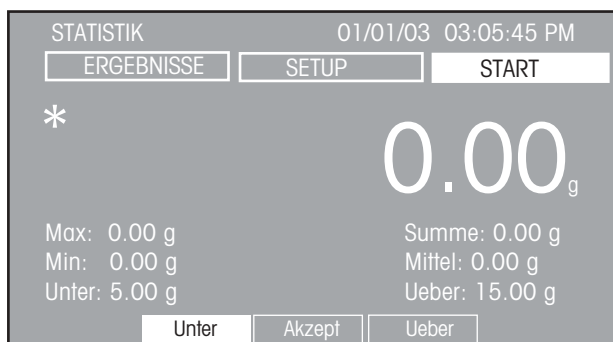 STATISTIK 01/01/03 03:05:45 PM
ERGEBNISSE SETUP START
* 0.00 g
Max: 0.00 g Summe: 0.00 g
Min: 0.00 g Mittel: 0.00 g
Unter: 5.00 g Ueber: 15.00 g
Unter Akzept Ueber